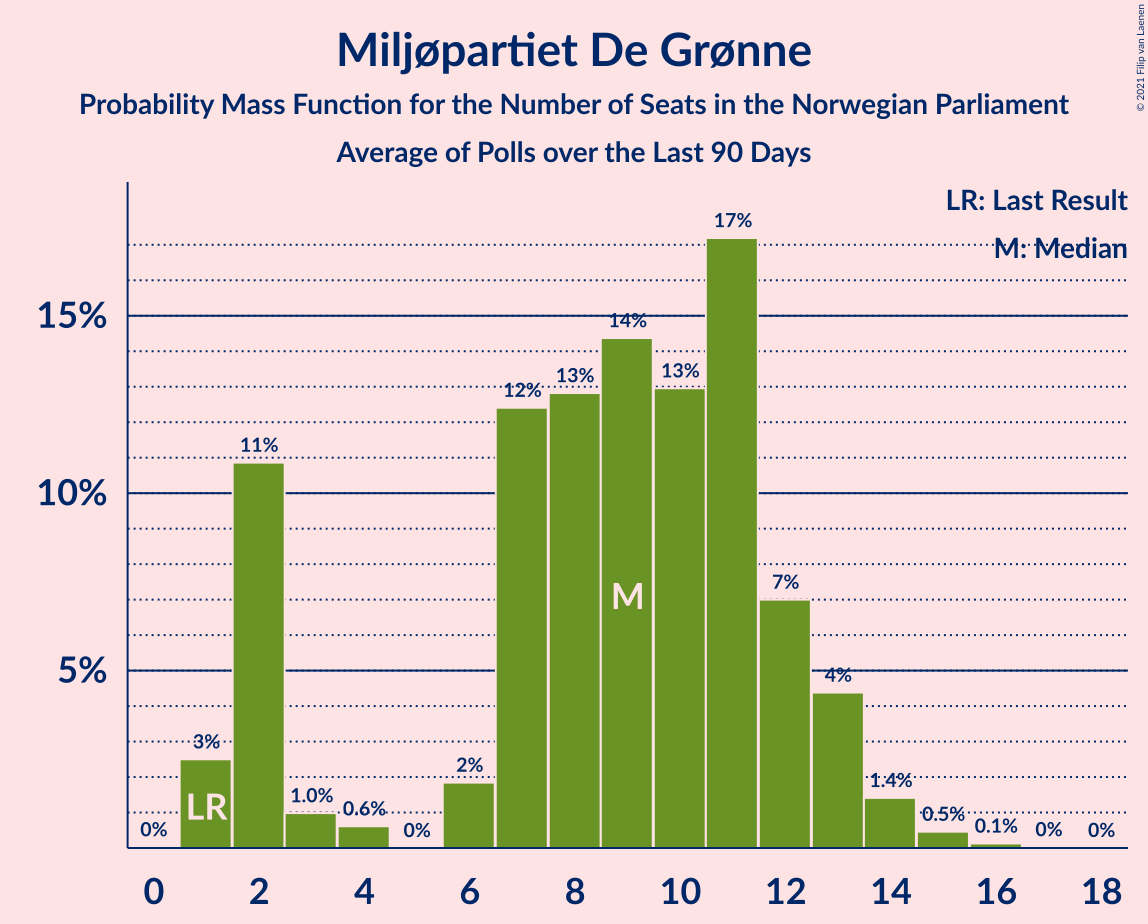 Miljøpartiet De Grønne
Probability Mass Function for the Number of Seats in the Norwegian Parliament
Average of Polls over the Last 90 Days
© 2021 Filip van Laenen
LR: Last Result
M: Median
15%
10%
5%
0%
3%
11%
1.0%
0.6%
0%
2%
12%
13%
14%
13%
17%
7%
4%
1.4%
0.5%
0.1%
0%
0%
LR
M
0 2 4 6 8 10 12 14 16 18